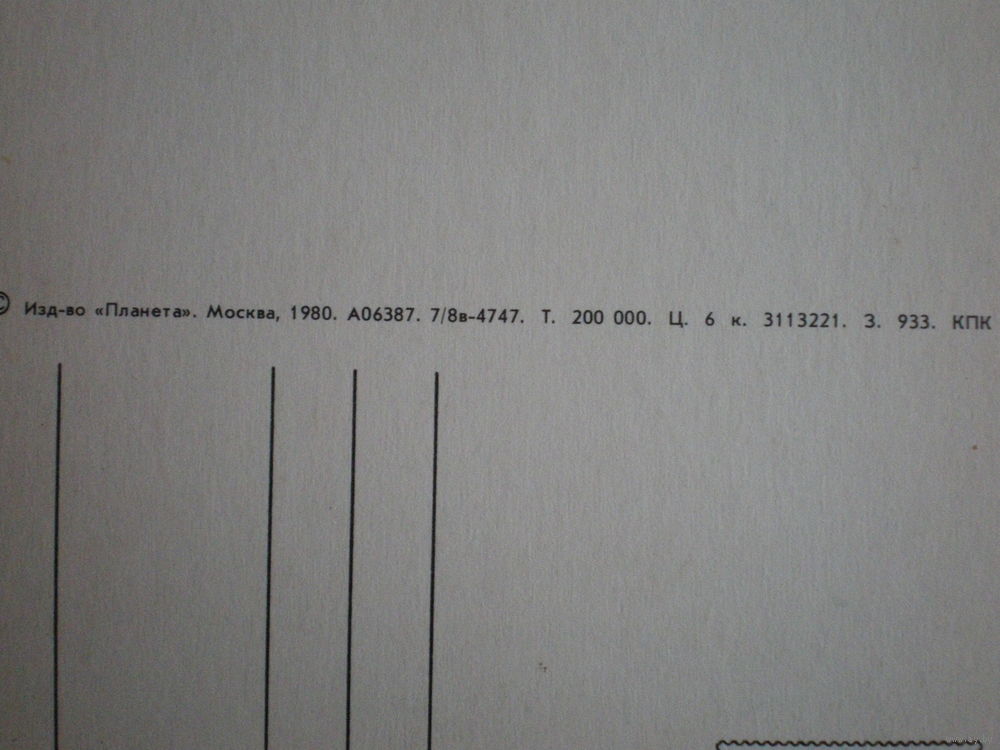 © Изд-во «Планета». Москва, 1980. А06387. 7/8в-4747. Т. 200 000. Ц. 6 к. 3113221. З. 933. КПК